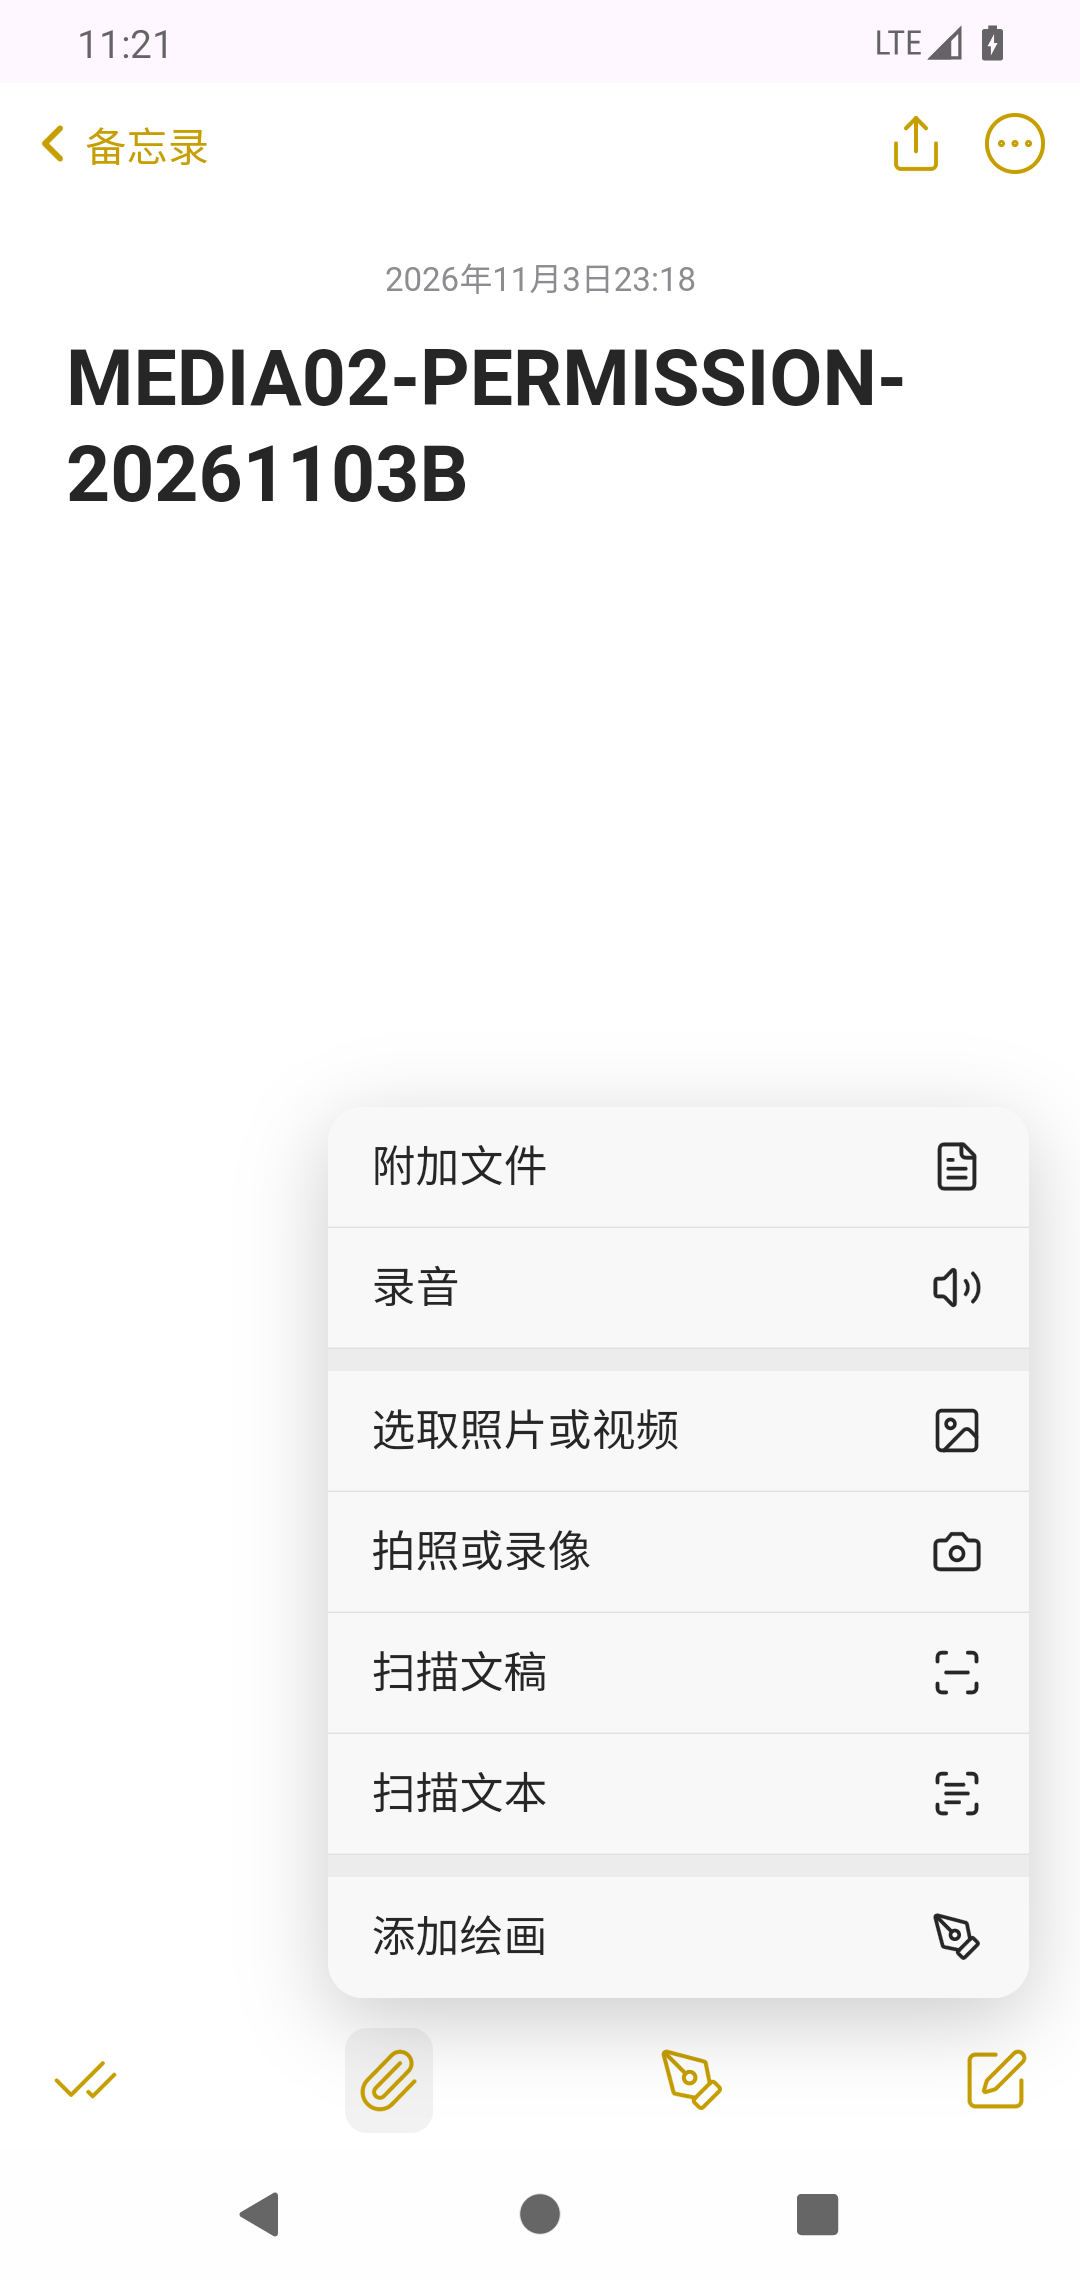 11:21
LTE
备忘录
2026年11月3日23:18
MEDIA02-PERMISSION-
20261103B
附加文件
录音
选取照片或视频
拍照或录像
扫描文稿
扫描文本
添加绘画